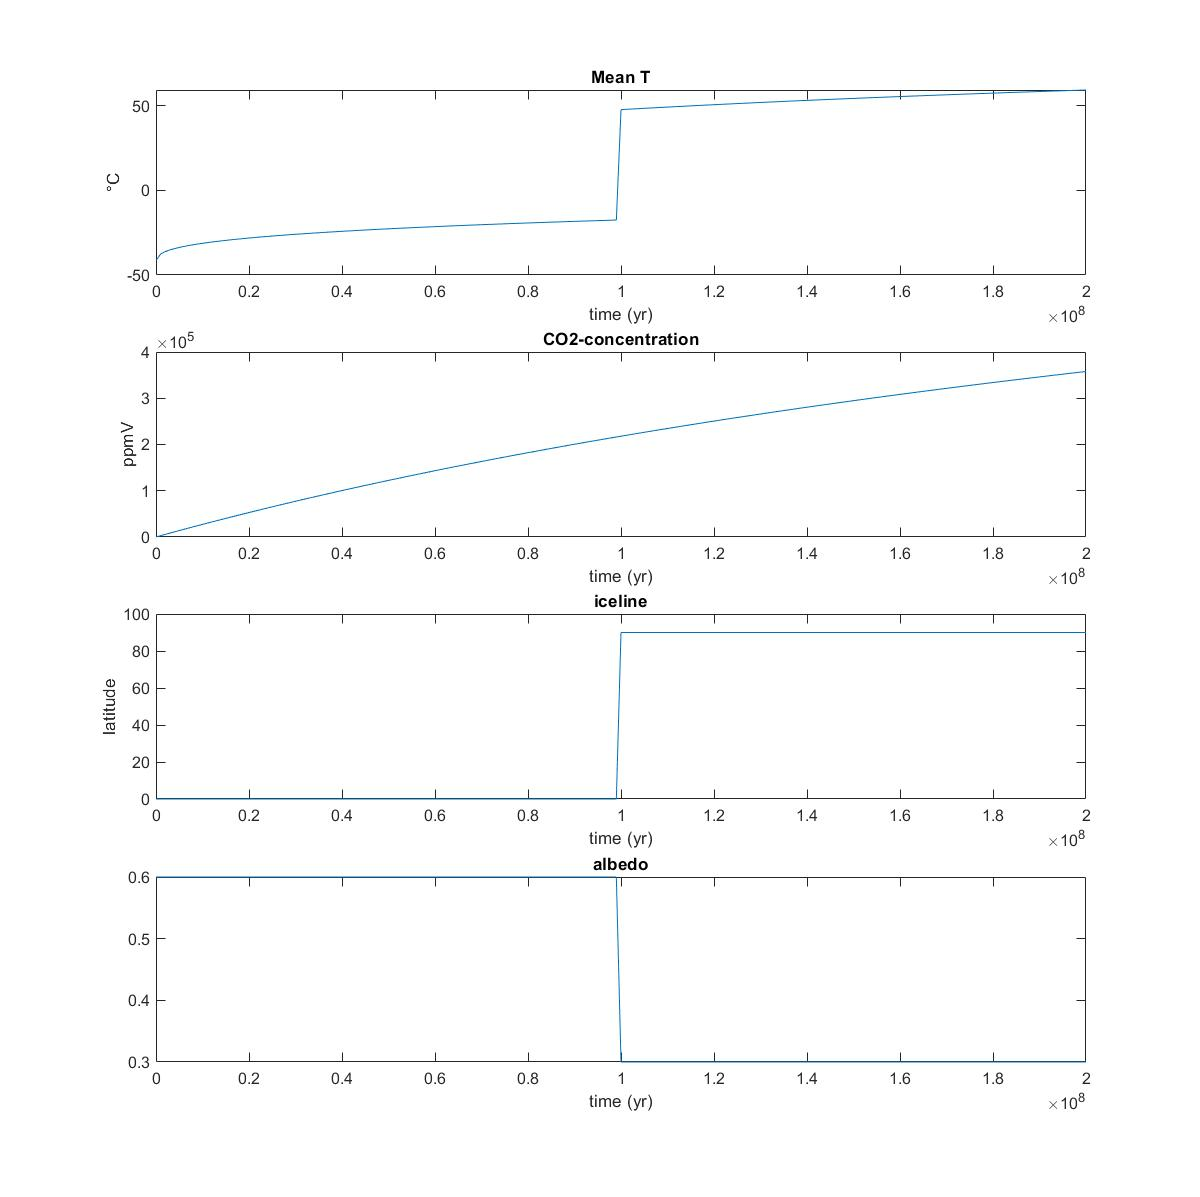 Mean T
50
0
-50
°C
0 0.2 0.4 0.6 0.8 1 1.2 1.4 1.6 1.8 2
time (yr)
×10⁸
CO2-concentration
×10⁵
4
3
2
1
0
ppmV
0 0.2 0.4 0.6 0.8 1 1.2 1.4 1.6 1.8 2
time (yr)
×10⁸
iceline
100
80
60
40
20
0
latitude
0 0.2 0.4 0.6 0.8 1 1.2 1.4 1.6 1.8 2
time (yr)
×10⁸
albedo
0.6
0.5
0.4
0.3
0 0.2 0.4 0.6 0.8 1 1.2 1.4 1.6 1.8 2
time (yr)
×10⁸